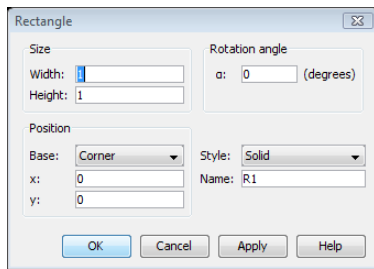 Rectangle
Size
Width: 1
Height: 1
Rotation angle
α: 0 (degrees)
Position
Base: Corner
x: 0
y: 0
Style: Solid
Name: R1
OK Cancel Apply Help